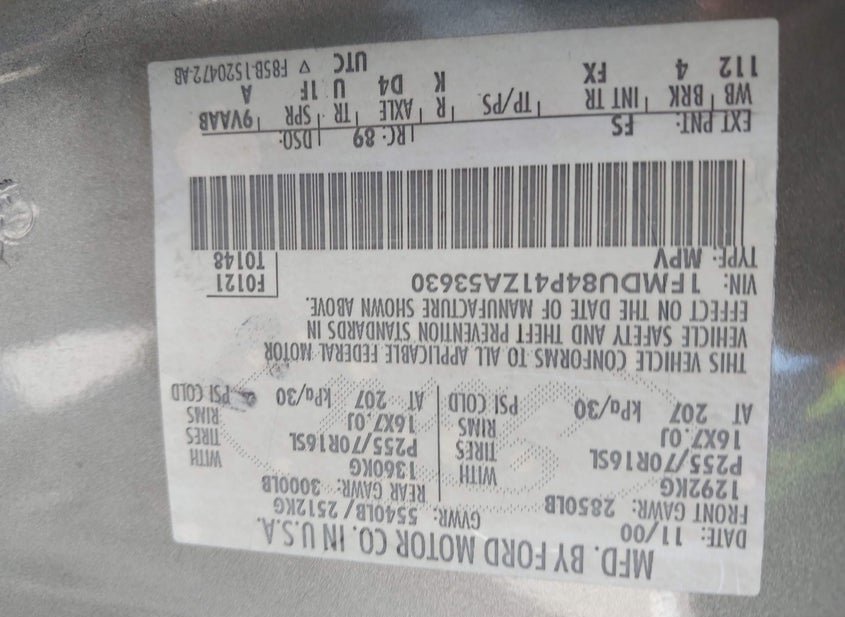 MFD. BY FORD MOTOR CO. IN U.S.A.
DATE: 11/00 GVWR: 5540LB / 2512KG
FRONT GAWR: 2850LB REAR GAWR: 3000LB
1292KG WITH 1360KG WITH
P255/70R16SL TIRES P255/70R16SL TIRES
16X7.0J RIMS 16X7.0J RIMS
AT 207 kPa/30 PSI COLD AT 207 kPa/30 PSI COLD
THIS VEHICLE CONFORMS TO ALL APPLICABLE FEDERAL MOTOR
VEHICLE SAFETY AND THEFT PREVENTION STANDARDS IN
EFFECT ON THE DATE OF MANUFACTURE SHOWN ABOVE.
VIN: 1FMDU84P41ZA53630 F0121
TYPE: MPV T0148
EXT PNT: FS RC: 89 DSO:
WB BRK INT TR TP/PS R AXLE TR SPR 9VAAB
112 4 FX K D4 U 1F A
UTC ▽ F85B-1520472-AB